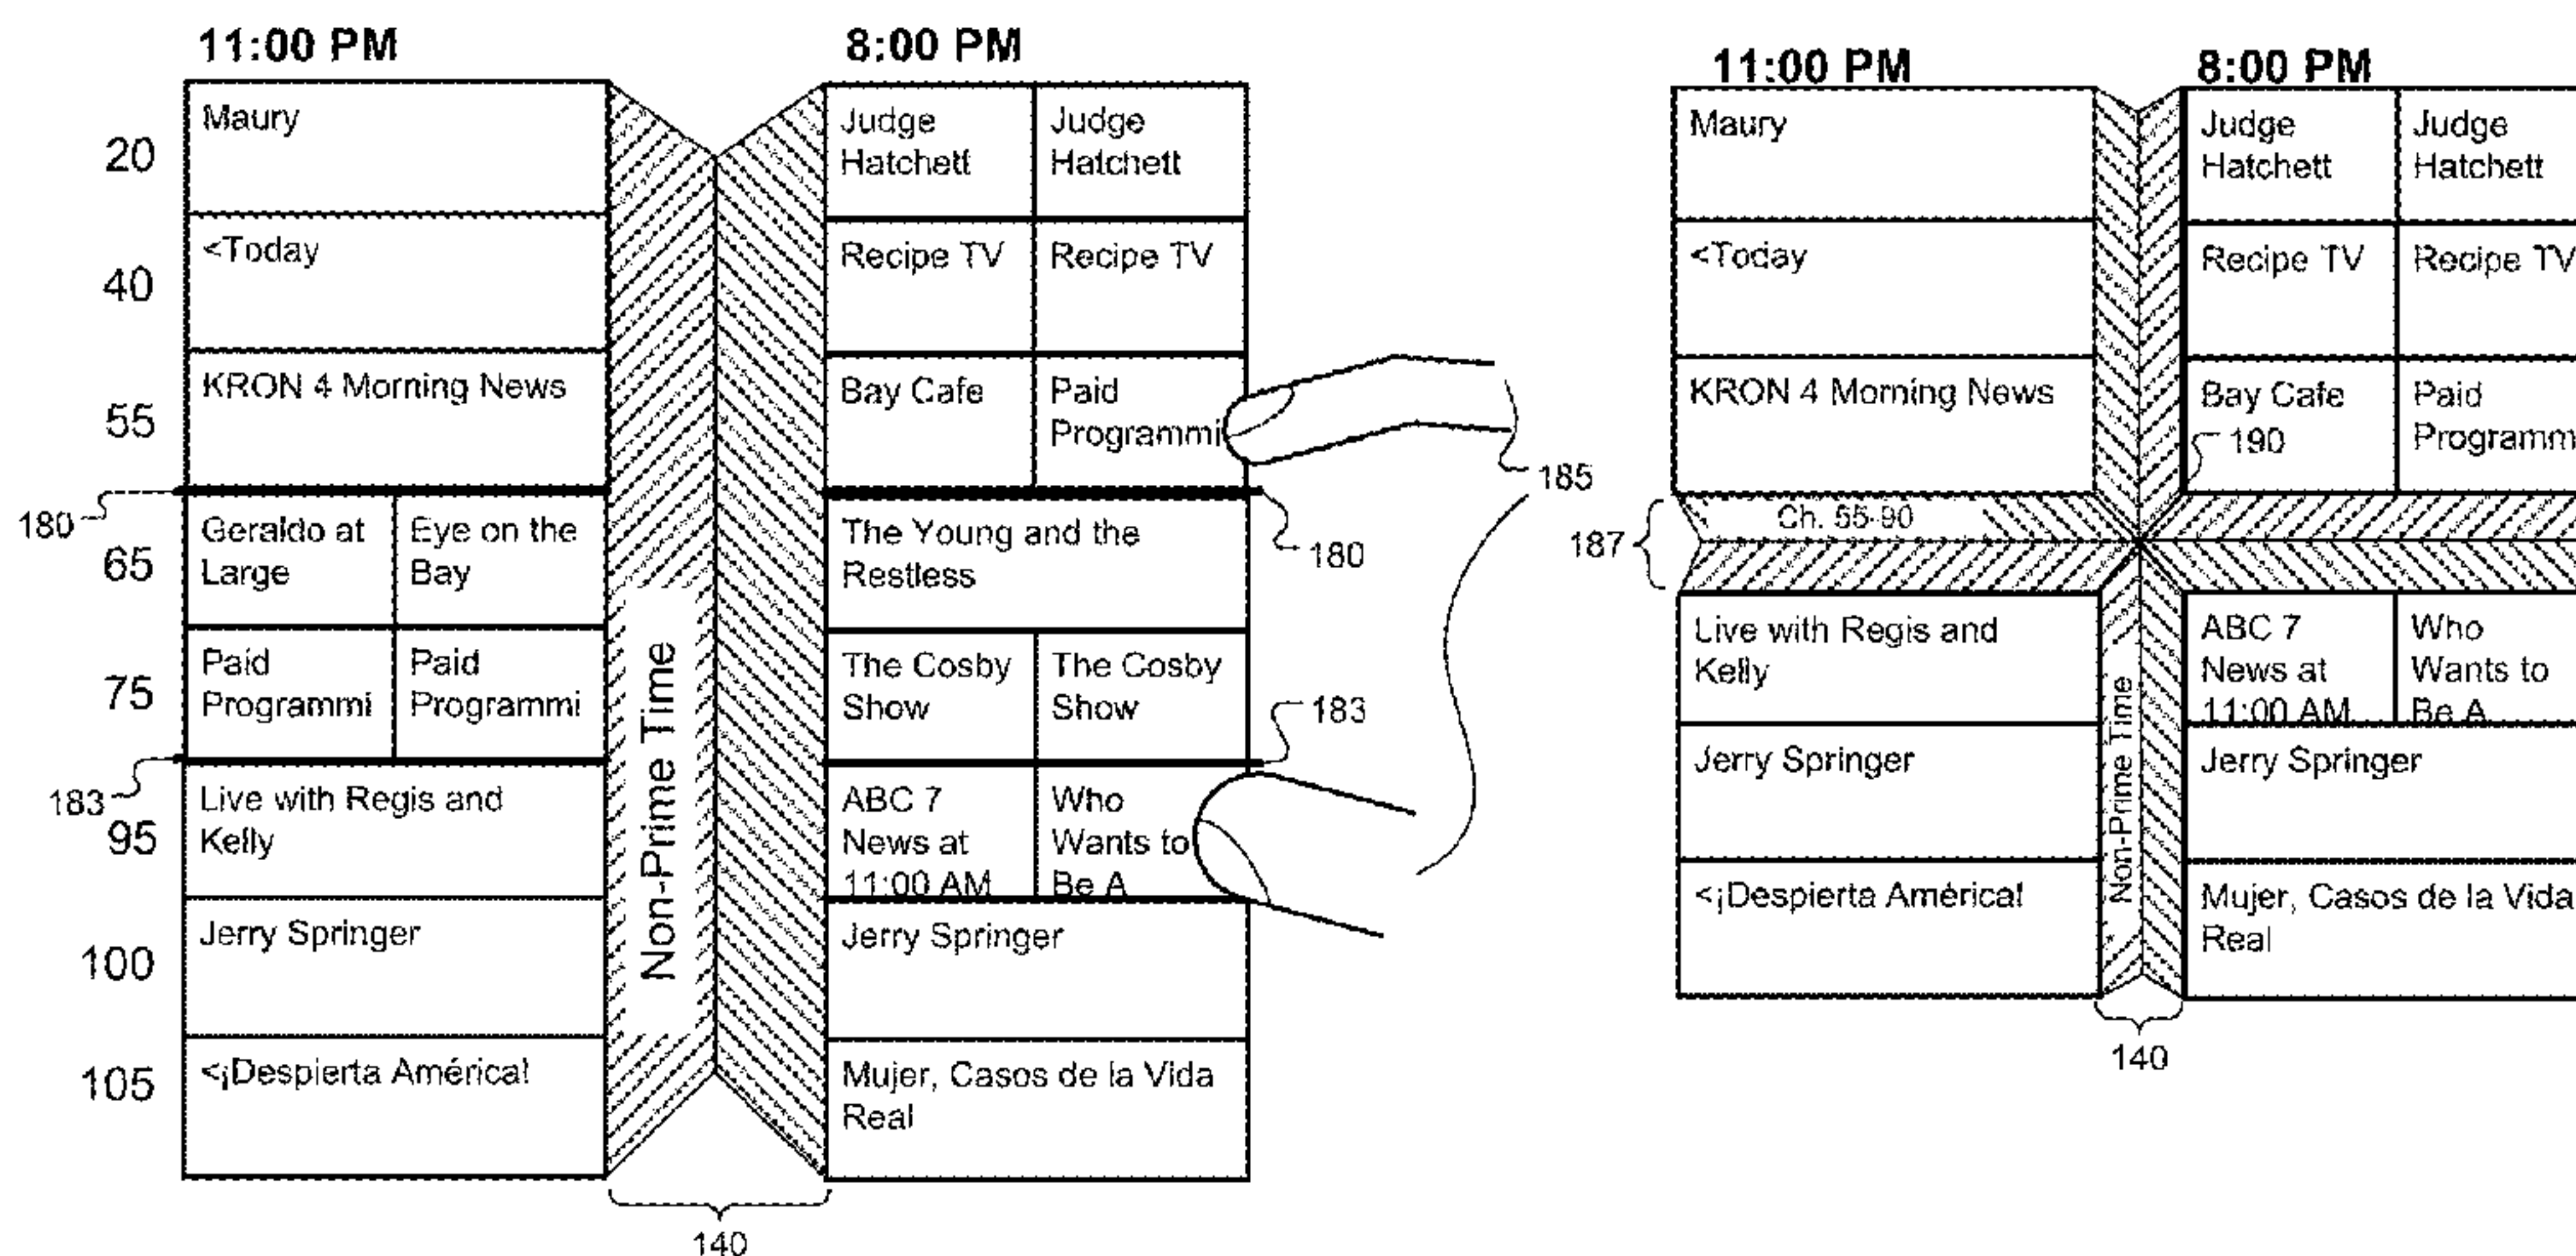 11:00 PM
8:00 PM
20
Maury
Judge
Hatchett
Judge
Hatchett
40
<Today
Recipe TV
Recipe TV
55
KRON 4 Morning News
Bay Cafe
Paid
Programmi
185
180
65
Geraldo at
Large
Eye on the
Bay
The Young and the
Restless
180
75
Paid
Programmi
Paid
Programmi
The Cosby
Show
The Cosby
Show
183
183
95
Live with Regis and
Kelly
ABC 7
News at
11:00 AM
Who
Wants to
Be A
Non-Prime Time
100
Jerry Springer
Jerry Springer
105
<¡Despierta América!
Mujer, Casos de la Vida
Real
140
11:00 PM
8:00 PM
Maury
Judge
Hatchett
Judge
Hatchett
<Today
Recipe TV
Recipe TV
KRON 4 Morning News
Bay Cafe
190
Paid
Programm
187
Ch. 55-90
Live with Regis and
Kelly
ABC 7
News at
11:00 AM
Who
Wants to
Be A
Non-Prime Time
Jerry Springer
Jerry Springer
<¡Despierta América!
Mujer, Casos de la Vida
Real
140